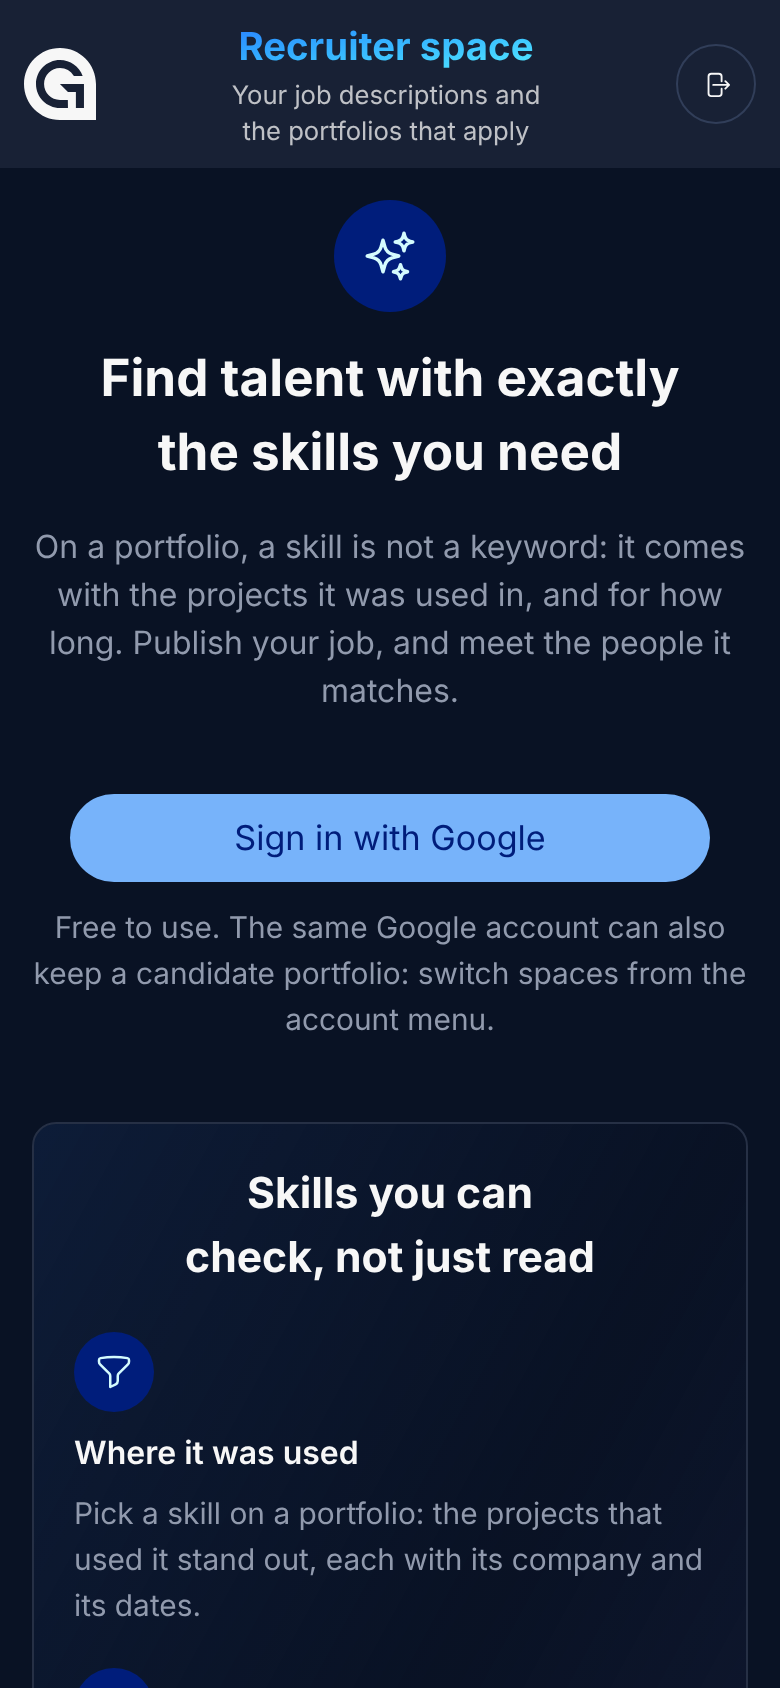 Recruiter space
Your job descriptions and
the portfolios that apply
Find talent with exactly
the skills you need
On a portfolio, a skill is not a keyword: it comes
with the projects it was used in, and for how
long. Publish your job, and meet the people it
matches.
Sign in with Google
Free to use. The same Google account can also
keep a candidate portfolio: switch spaces from the
account menu.
Skills you can
check, not just read
Where it was used
Pick a skill on a portfolio: the projects that
used it stand out, each with its company and
its dates.